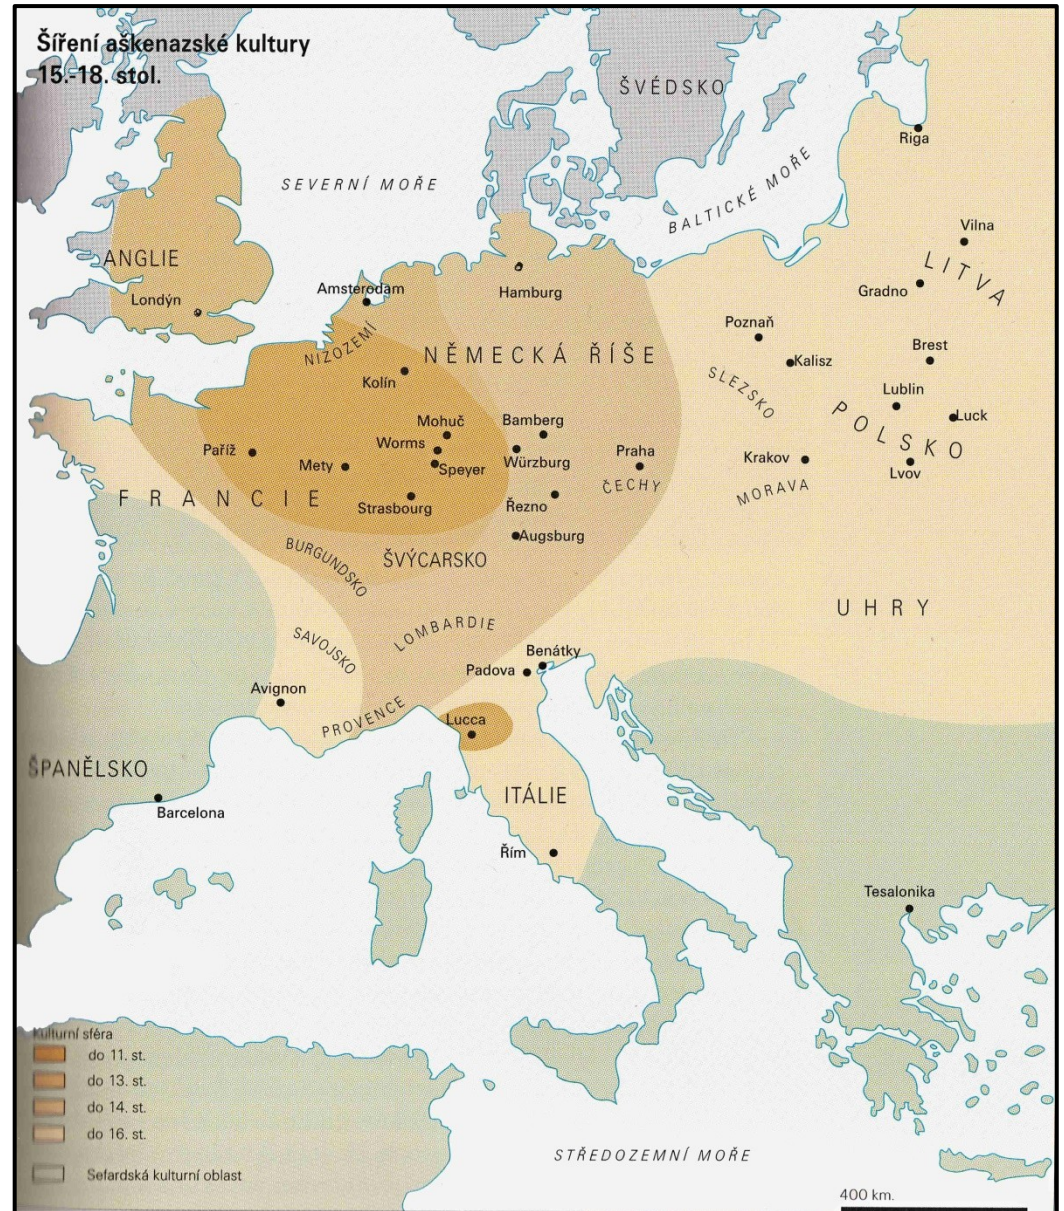 Šíření aškenazské kultury
15.-18. stol.
ŠVÉDSKO
Riga
SEVERNÍ MOŘE
BALTICKÉ MOŘE
Vilna
LITVA
ANGLIE
Londýn
Amsterodam
Hamburg
Gradno
NIZOZEMÍ
NĚMECKÁ ŘÍŠE
Poznaň
Kalisz
Brest
Kolín
SLEZSKO
Lublin
Luck
POLSKO
Mohuč
Bamberg
Paříž
Worms
Würzburg
Praha
Krakov
Lvov
Mety
Speyer
ČECHY
MORAVA
FRANCIE
Strasbourg
Řezno
Augsburg
BURGUNDSKO
ŠVÝCARSKO
UHRY
SAVOJSKO
LOMBARDIE
Benátky
Padova
Avignon
PROVENCE
Lucca
ŠPANĚLSKO
ITÁLIE
Barcelona
Řím
Tesalonika
Kulturní sféra
do 11. st.
do 13. st.
do 14. st.
do 16. st.
Sefardská kulturní oblast
STŘEDOZEMNÍ MOŘE
400 km.